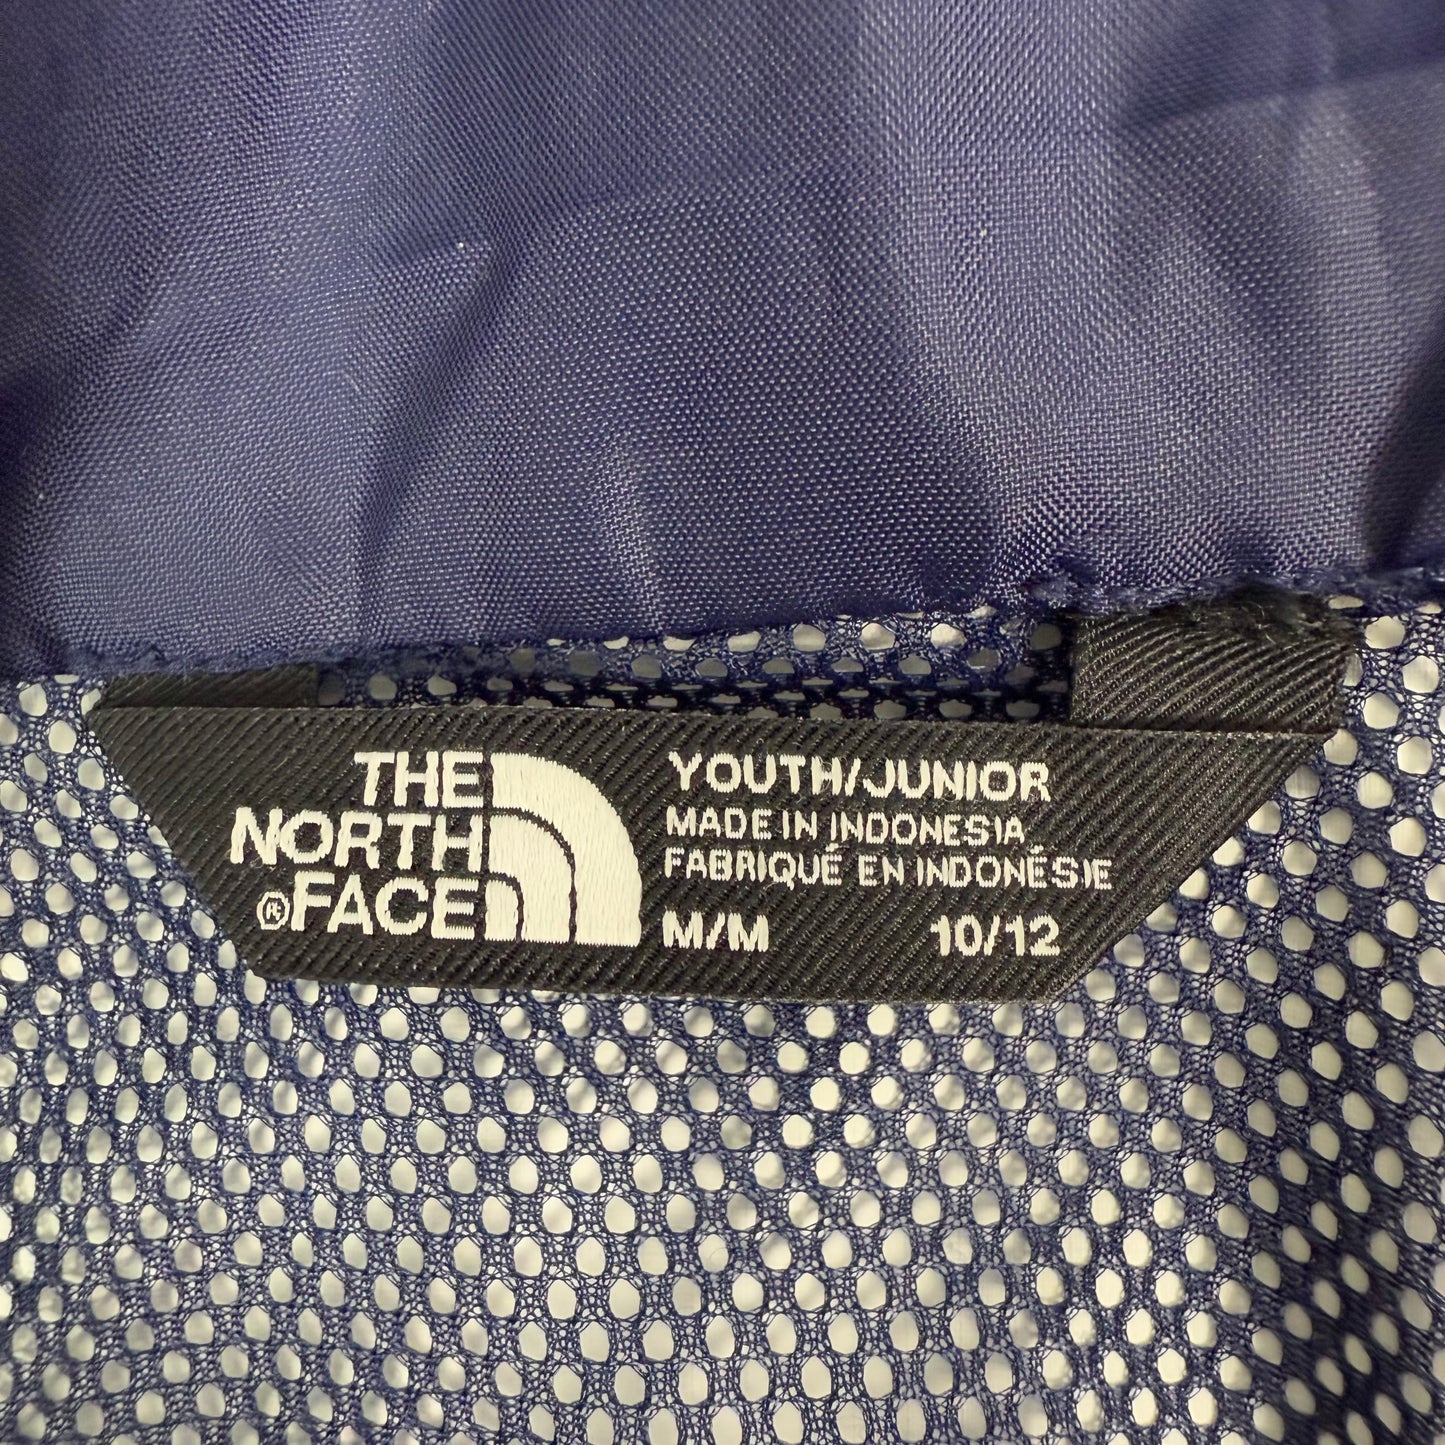 THE
NORTH
®FACE
YOUTH/JUNIOR
MADE IN INDONESIA
FABRIQUÉ EN INDONÉSIE
M/M 10/12